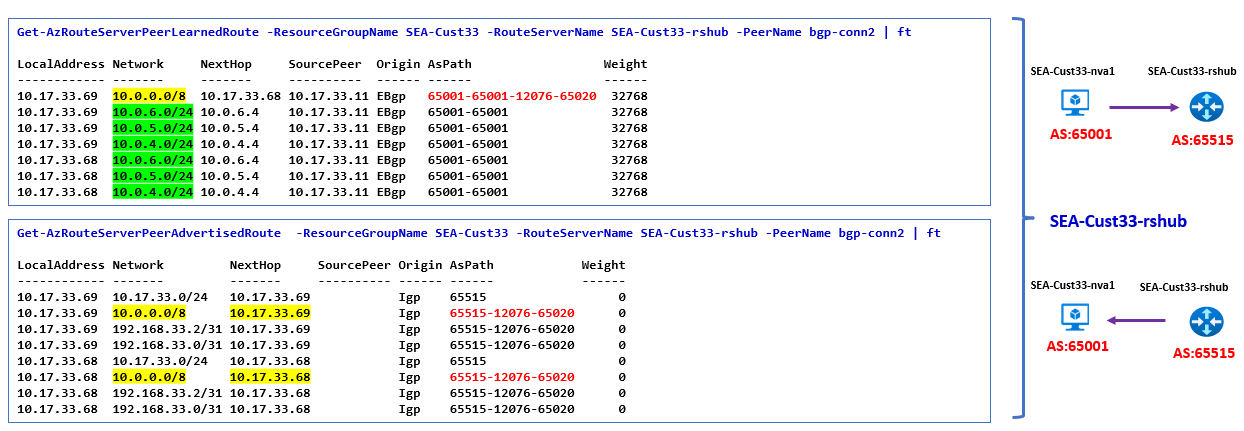 Get-AzRouteServerPeerLearnedRoute -ResourceGroupName SEA-Cust33 -RouteServerName SEA-Cust33-rshub -PeerName bgp-conn2 | ft
LocalAddress Network NextHop SourcePeer Origin AsPath Weight
------------ ------- ------- ---------- ------ ------ ------
10.17.33.69 10.0.0.0/8 10.17.33.68 10.17.33.11 EBgp 65001-65001-12076-65020 32768
10.17.33.69 10.0.6.0/24 10.0.6.4 10.17.33.11 EBgp 65001-65001 32768
10.17.33.69 10.0.5.0/24 10.0.5.4 10.17.33.11 EBgp 65001-65001 32768
10.17.33.69 10.0.4.0/24 10.0.4.4 10.17.33.11 EBgp 65001-65001 32768
10.17.33.68 10.0.6.0/24 10.0.6.4 10.17.33.11 EBgp 65001-65001 32768
10.17.33.68 10.0.5.0/24 10.0.5.4 10.17.33.11 EBgp 65001-65001 32768
10.17.33.68 10.0.4.0/24 10.0.4.4 10.17.33.11 EBgp 65001-65001 32768
SEA-Cust33-nva1 SEA-Cust33-rshub
AS:65001 AS:65515
SEA-Cust33-rshub
Get-AzRouteServerPeerAdvertisedRoute -ResourceGroupName SEA-Cust33 -RouteServerName SEA-Cust33-rshub -PeerName bgp-conn2 | ft
LocalAddress Network NextHop SourcePeer Origin AsPath Weight
------------ ------- ------- ---------- ------ ------ ------
10.17.33.69 10.17.33.0/24 10.17.33.69 Igp 65515 0
10.17.33.69 10.0.0.0/8 10.17.33.69 Igp 65515-12076-65020 0
10.17.33.69 192.168.33.2/31 10.17.33.69 Igp 65515-12076-65020 0
10.17.33.69 192.168.33.0/31 10.17.33.69 Igp 65515-12076-65020 0
10.17.33.68 10.17.33.0/24 10.17.33.68 Igp 65515 0
10.17.33.68 10.0.0.0/8 10.17.33.68 Igp 65515-12076-65020 0
10.17.33.68 192.168.33.2/31 10.17.33.68 Igp 65515-12076-65020 0
10.17.33.68 192.168.33.0/31 10.17.33.68 Igp 65515-12076-65020 0
SEA-Cust33-nva1 SEA-Cust33-rshub
AS:65001 AS:65515